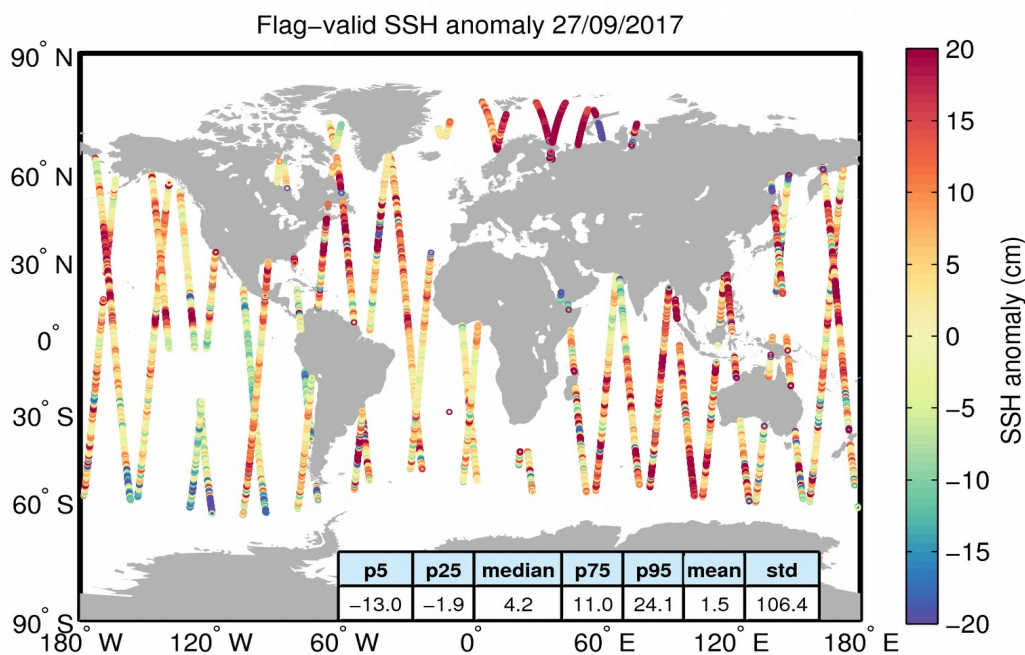 Flag−valid SSH anomaly 27/09/2017
90° N
60° N
30° N
0°
30° S
60° S
90° S
180° W
120° W
60° W
0°
60° E
120° E
180° E
p5 p25 median p75 p95 mean std
−13.0 −1.9 4.2 11.0 24.1 1.5 106.4
20
15
10
5
0
−5
−10
−15
−20
SSH anomaly (cm)